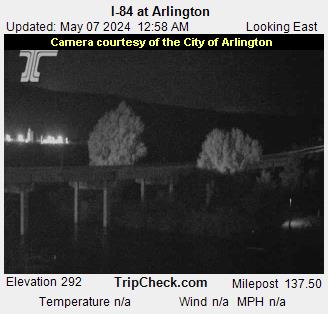 I-84 at Arlington
Updated: May 07 2024 12:58 AM Looking East
Camera courtesy of the City of Arlington
Elevation 292 TripCheck.com Milepost 137.50
Temperature n/a Wind n/a MPH n/a